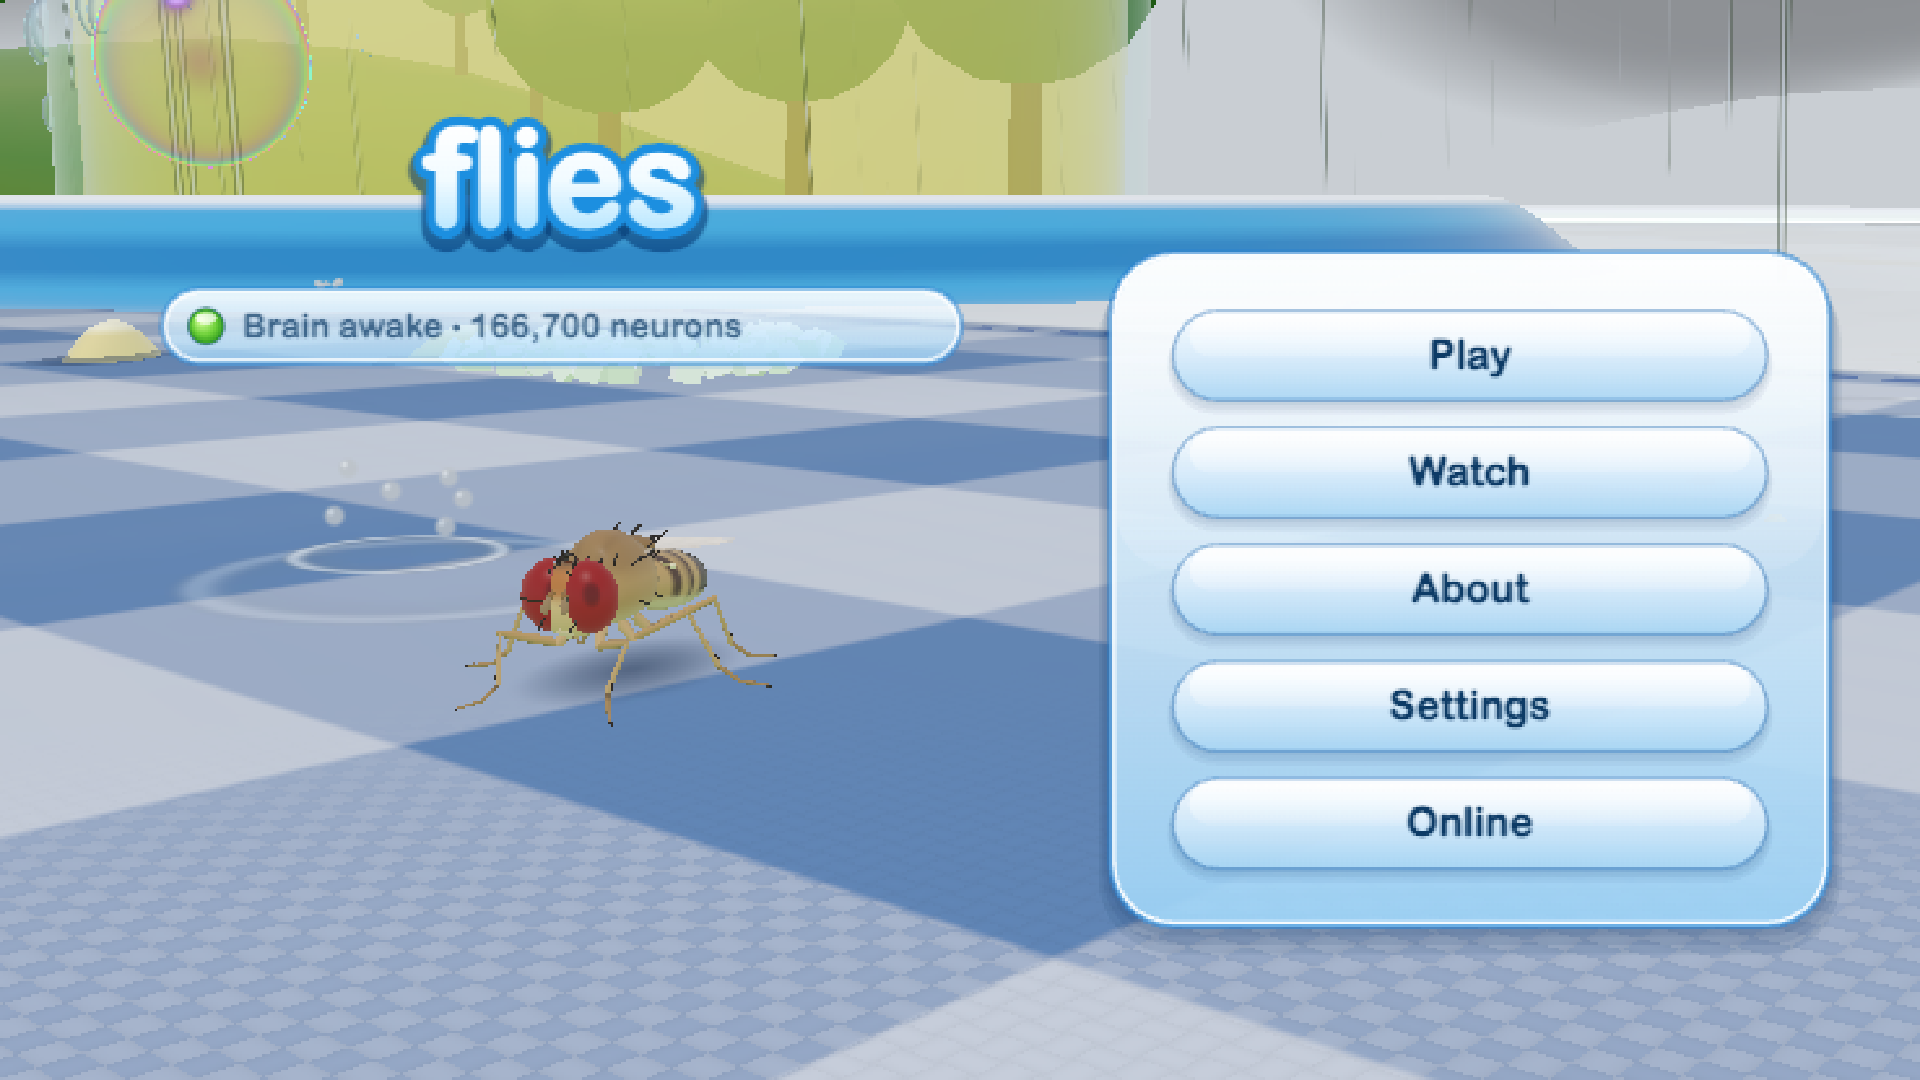 flies
Brain awake · 166,700 neurons
Play
Watch
About
Settings
Online